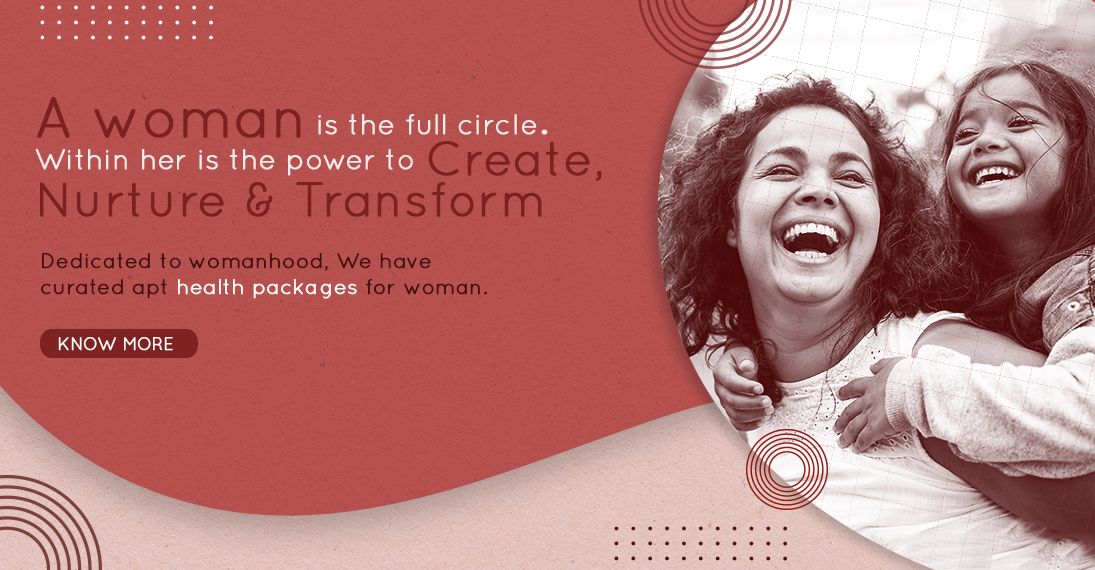 A woman is the full circle.
Within her is the power to Create,
Nurture & Transform
Dedicated to womanhood, We have
curated apt health packages for woman.
KNOW MORE